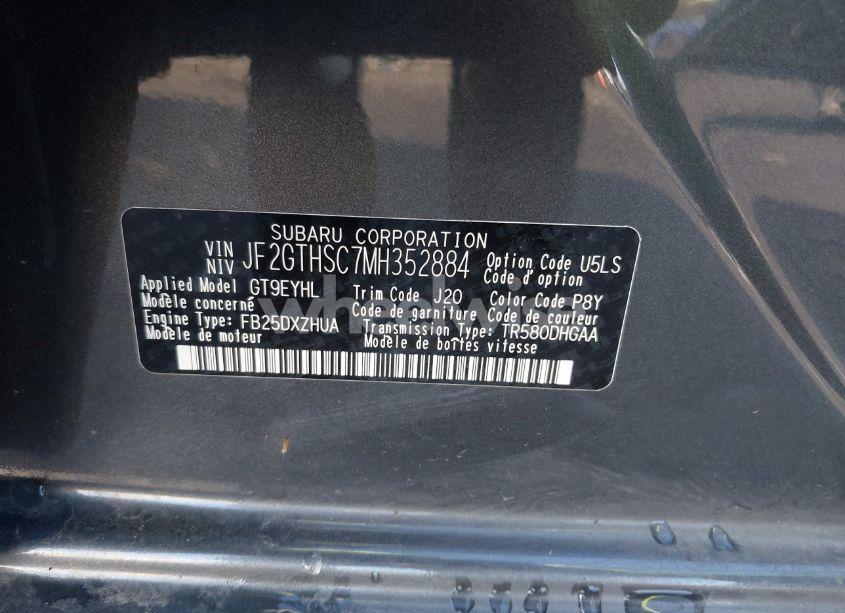 SUBARU CORPORATION
VIN
NIV JF2GTHSC7MH352884 Option Code U5LS
Code d'option
Applied Model GT9EYHL Trim Code J20 Color Code P8Y
Modèle concerné Code de garniture Code de couleur
Engine Type: FB25DXZHUA Transmission Type: TR580DHGAA
Modèle de moteur Modèle de boîtes vitesse